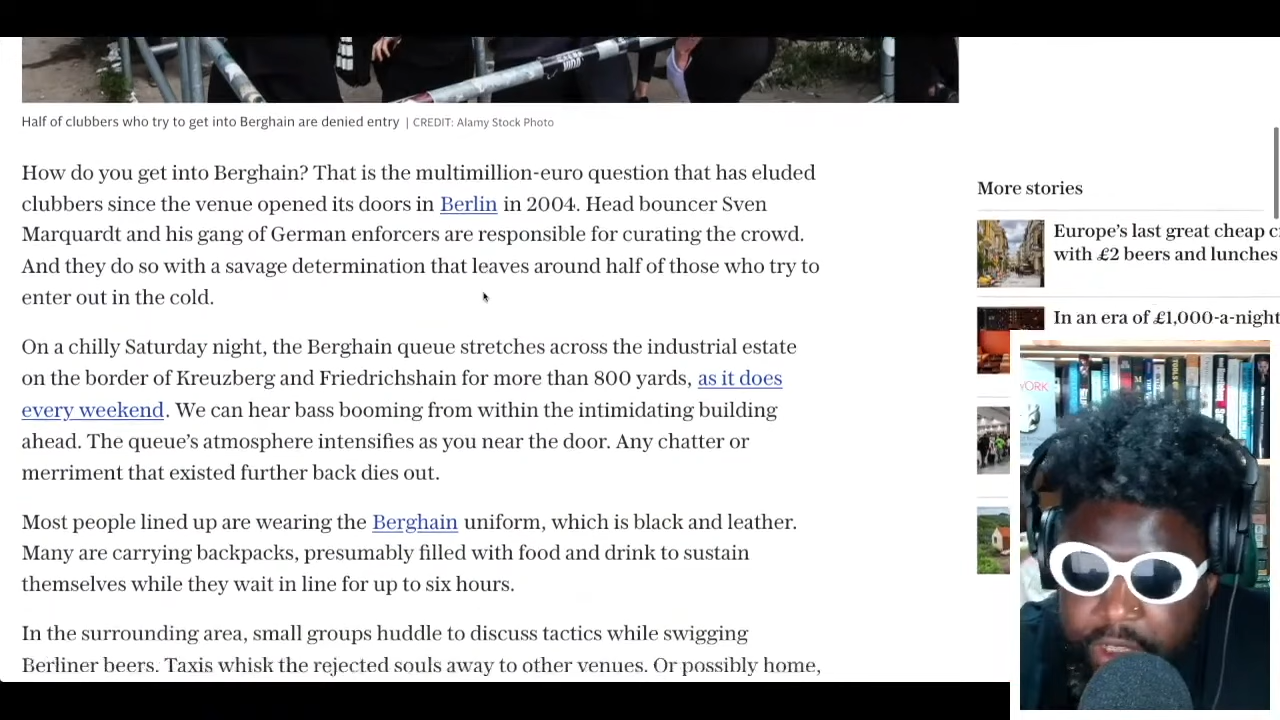 Half of clubbers who try to get into Berghain are denied entry | CREDIT: Alamy Stock Photo
How do you get into Berghain? That is the multimillion-euro question that has eluded
clubbers since the venue opened its doors in Berlin in 2004. Head bouncer Sven
Marquardt and his gang of German enforcers are responsible for curating the crowd.
And they do so with a savage determination that leaves around half of those who try to
enter out in the cold.
On a chilly Saturday night, the Berghain queue stretches across the industrial estate
on the border of Kreuzberg and Friedrichshain for more than 800 yards, as it does
every weekend. We can hear bass booming from within the intimidating building
ahead. The queue's atmosphere intensifies as you near the door. Any chatter or
merriment that existed further back dies out.
Most people lined up are wearing the Berghain uniform, which is black and leather.
Many are carrying backpacks, presumably filled with food and drink to sustain
themselves while they wait in line for up to six hours.
In the surrounding area, small groups huddle to discuss tactics while swigging
Berliner beers. Taxis whisk the rejected souls away to other venues. Or possibly home,
More stories
Europe's last great cheap
with £2 beers and lunches
In an era of £1,000-a-night